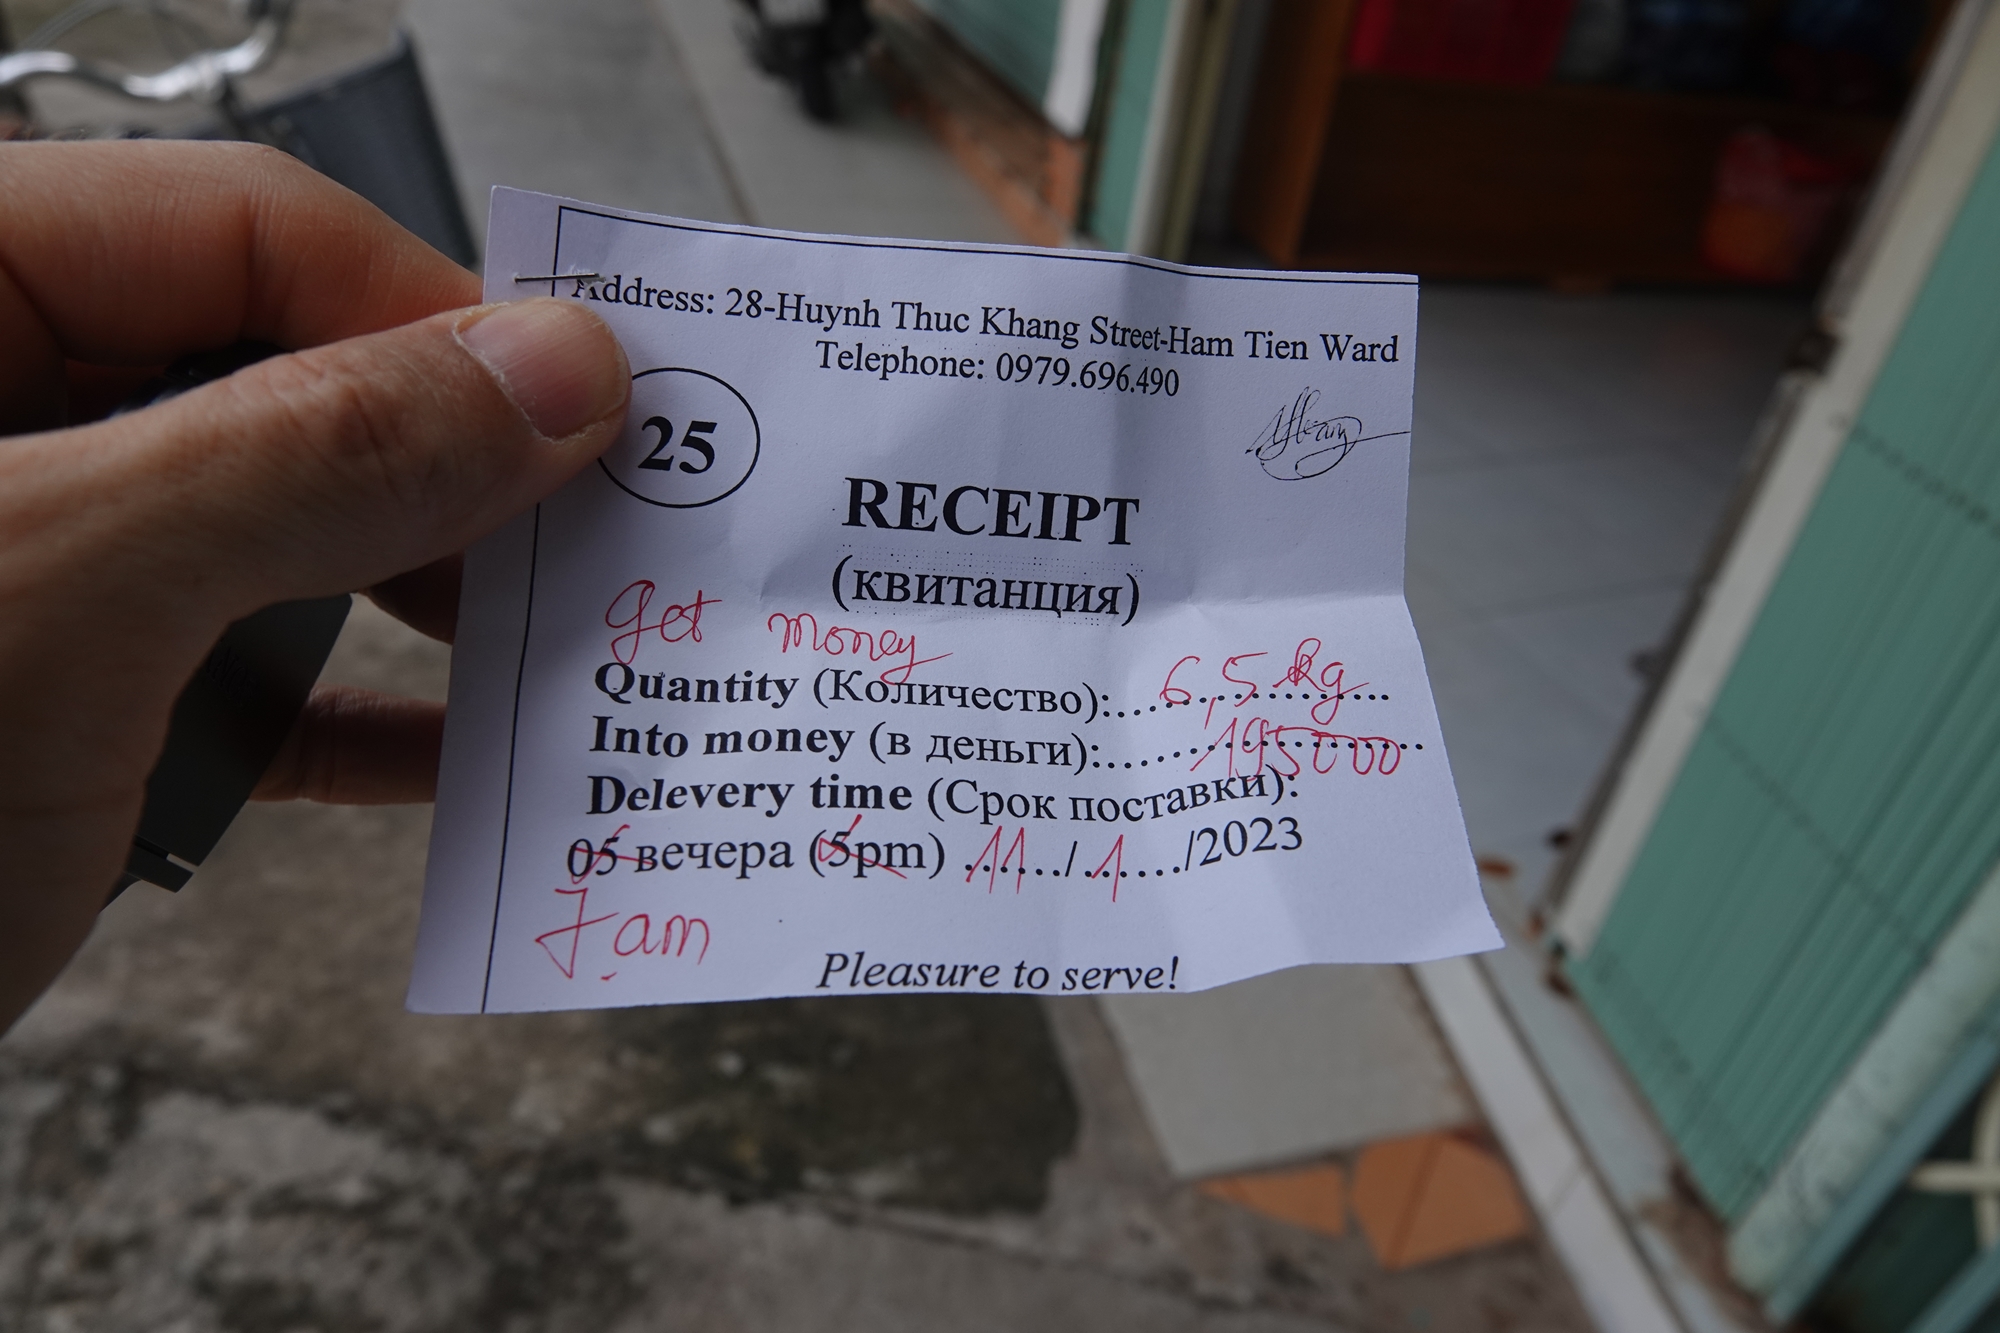 Address: 28-Huynh Thuc Khang Street-Ham Tien Ward
Telephone: 0979.696.490
25
RECEIPT
(квитанция)
get money
Quantity (Количество):....6,5 kg....
Into money (в деньги):......195000..
Delevery time (Срок поставки):
05 вечера (5pm) ..11../..1.../2023
7 am
Pleasure to serve!